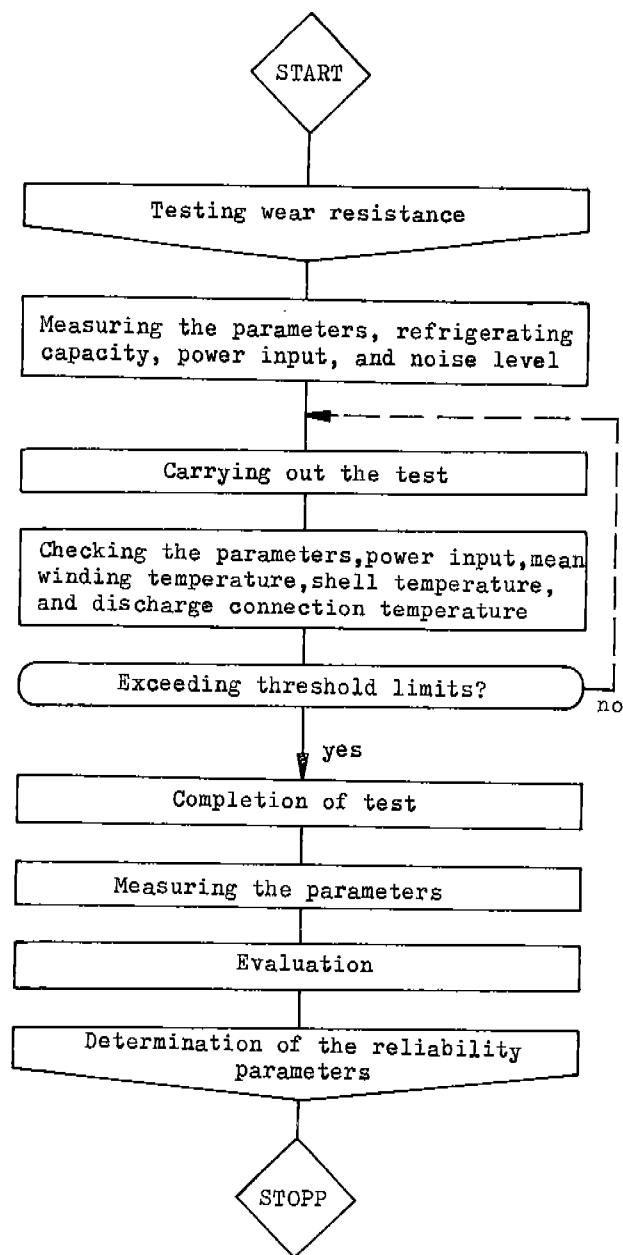 START
Testing wear resistance
Measuring the parameters, refrigerating
capacity, power input, and noise level
Carrying out the test
Checking the parameters,power input,mean
winding temperature,shell temperature,
and discharge connection temperature
Exceeding threshold limits?
no
yes
Completion of test
Measuring the parameters
Evaluation
Determination of the reliability
parameters
STOPP